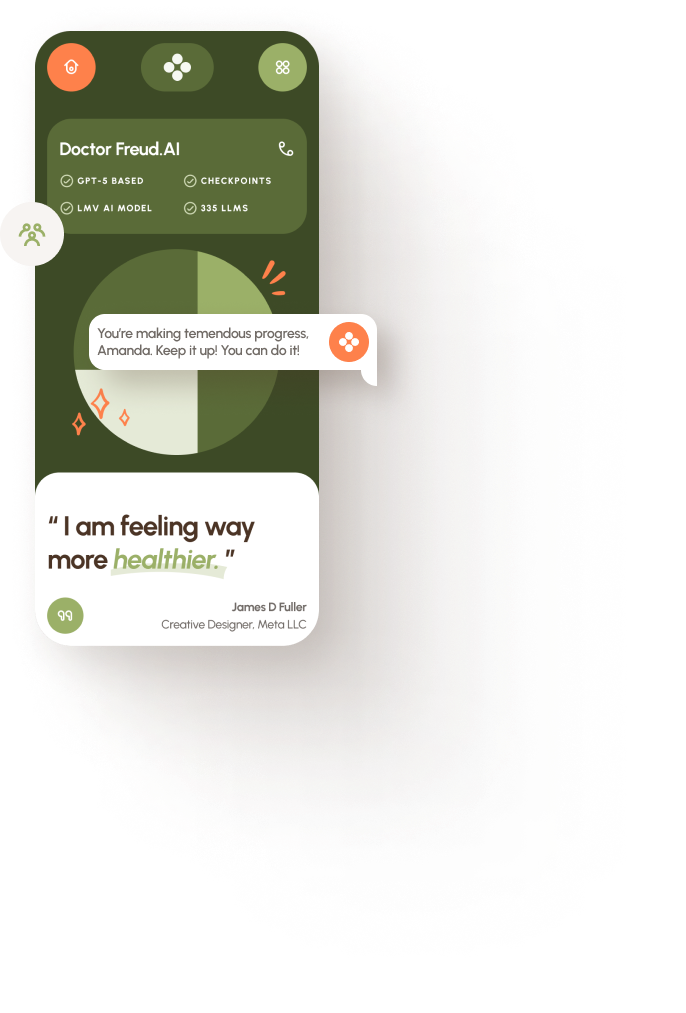 Doctor Freud.AI
GPT-5 BASED
CHECKPOINTS
LMV AI MODEL
335 LLMS
You're making temendous progress,
Amanda. Keep it up! You can do it!
“ I am feeling way
more healthier. ”
James D Fuller
Creative Designer, Meta LLC